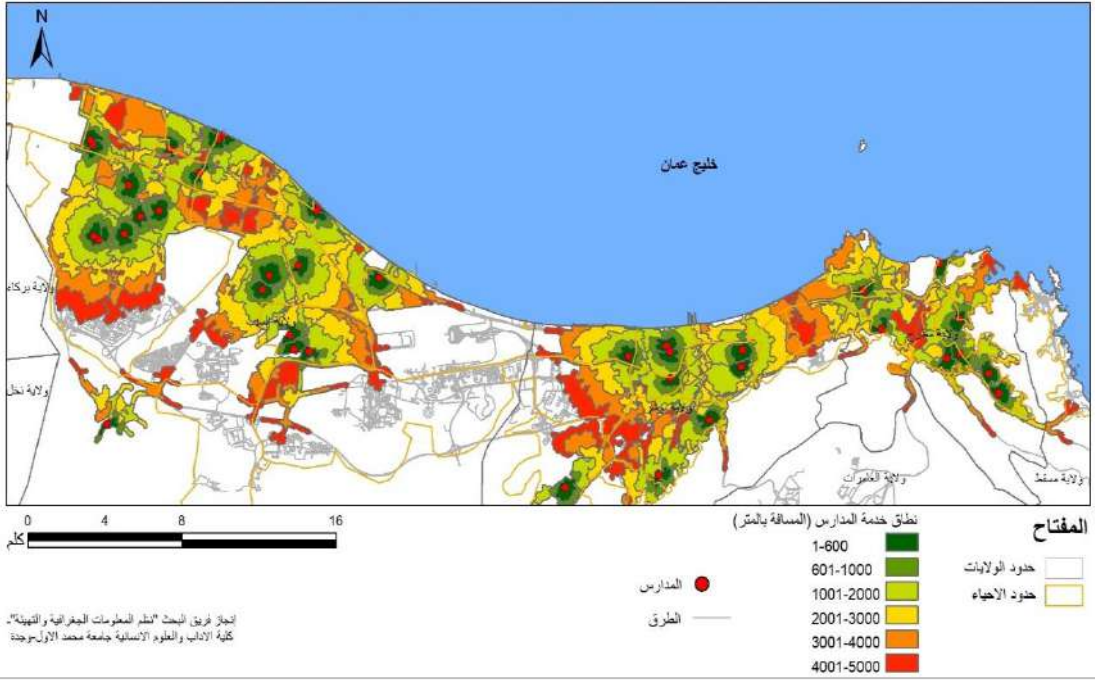 N
خليج عمان
ولاية بركاء
ولاية نخل
ولاية العامرات
ولاية مسقط
0 4 8 16
كلم
المفتاح
نطاق خدمة المدارس (المسافة بالمتر)
1-600
601-1000
1001-2000
2001-3000
3001-4000
4001-5000
حدود الولايات
حدود الاحياء
المدارس
الطرق
إنجاز فريق البحث "نظم المعلومات الجغرافية والتهيئة"۔
كلية الاداب والعلوم الانسانية جامعة محمد الاول-وجدة